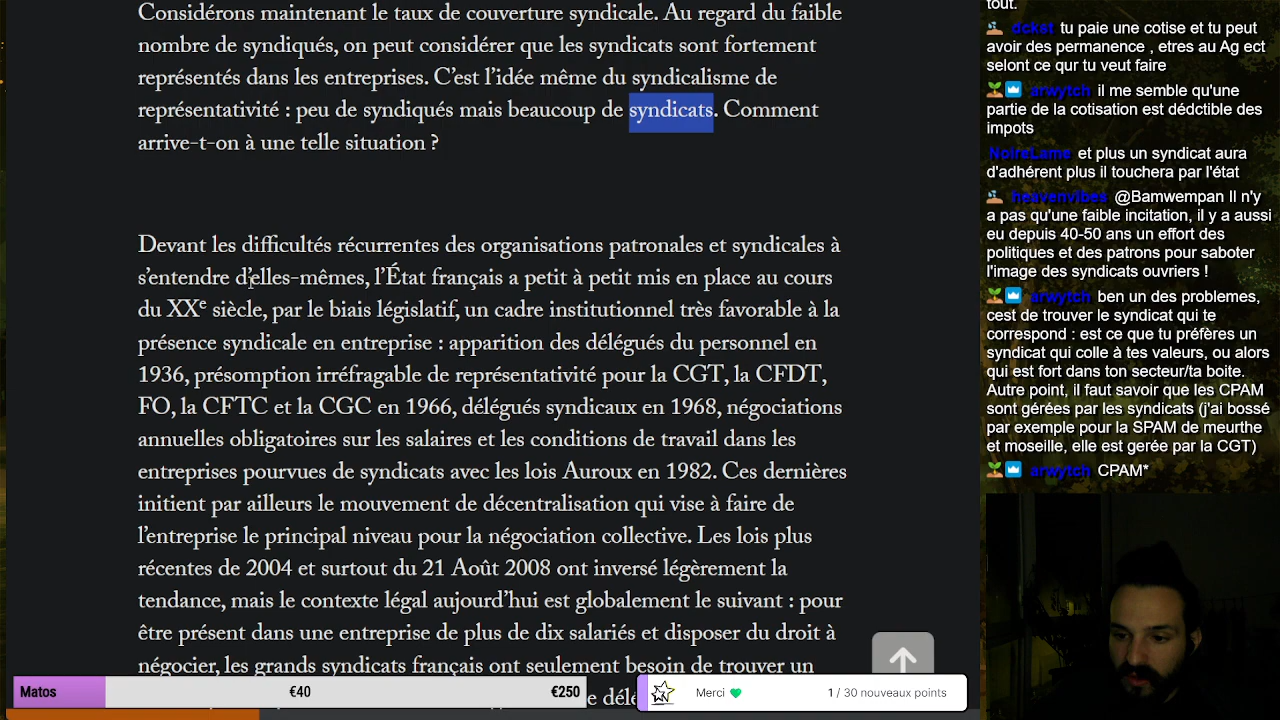 Considérons maintenant le taux de couverture syndicale. Au regard du faible
nombre de syndiqués, on peut considérer que les syndicats sont fortement
représentés dans les entreprises. C’est l’idée même du syndicalisme de
représentativité : peu de syndiqués mais beaucoup de syndicats. Comment
arrive-t-on à une telle situation ?
Devant les difficultés récurrentes des organisations patronales et syndicales à
s’entendre d’elles-mêmes, l’État français a petit à petit mis en place au cours
du XXe siècle, par le biais législatif, un cadre institutionnel très favorable à la
présence syndicale en entreprise : apparition des délégués du personnel en
1936, présomption irréfragable de représentativité pour la CGT, la CFDT,
FO, la CFTC et la CGC en 1966, délégués syndicaux en 1968, négociations
annuelles obligatoires sur les salaires et les conditions de travail dans les
entreprises pourvues de syndicats avec les lois Auroux en 1982. Ces dernières
initient par ailleurs le mouvement de décentralisation qui vise à faire de
l’entreprise le principal niveau pour la négociation collective. Les lois plus
récentes de 2004 et surtout du 21 Août 2008 ont inversé légèrement la
tendance, mais le contexte légal aujourd’hui est globalement le suivant : pour
être présent dans une entreprise de plus de dix salariés et disposer du droit à
négocier, les grands syndicats français ont seulement besoin de trouver un
Matos €40 €250
Merci 1 / 30 nouveaux points
tout.
dckst tu paie une cotise et tu peut
avoir des permanence , etres au Ag ect
selont ce qur tu veut faire
arwytch il me semble qu'une
partie de la cotisation est dédctible des
impots
NoireLame et plus un syndicat aura
d'adhérent plus il touchera par l'état
heavenvibes @Bamwempan Il n'y
a pas qu'une faible incitation, il y a aussi
eu depuis 40-50 ans un effort des
politiques et des patrons pour saboter
l'image des syndicats ouvriers !
arwytch ben un des problemes,
cest de trouver le syndicat qui te
correspond : est ce que tu préfères un
syndicat qui colle à tes valeurs, ou alors
qui est fort dans ton secteur/ta boite.
Autre point, il faut savoir que les CPAM
sont gérées par les syndicats (j'ai bossé
par exemple pour la SPAM de meurthe
et moseille, elle est gerée par la CGT)
arwytch CPAM*